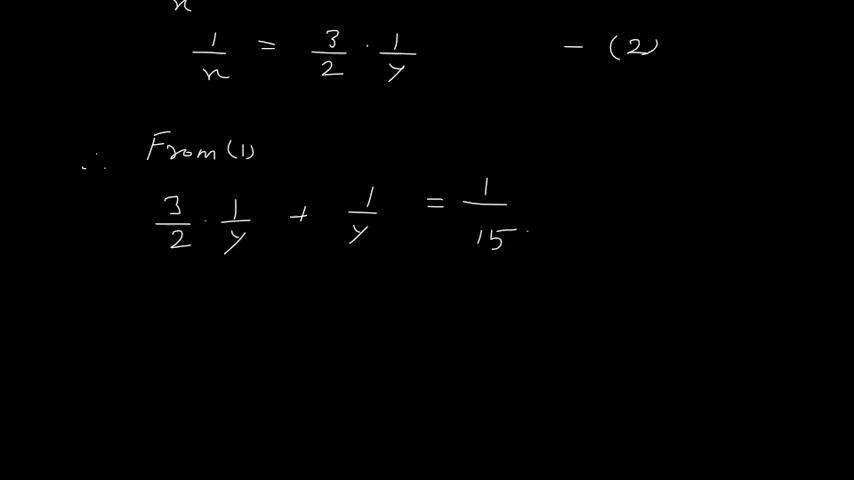 x
1/x = 3/2 · 1/y — (2)
∴ From (1)
3/2 · 1/y + 1/y = 1/15.